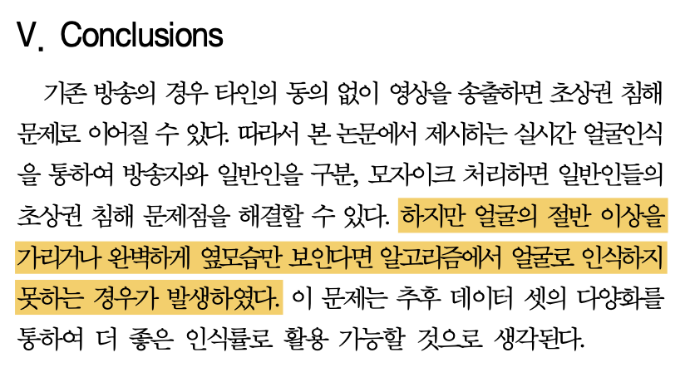 V. Conclusions
기존 방송의 경우 타인의 동의 없이 영상을 송출하면 초상권 침해
문제로 이어질 수 있다. 따라서 본 논문에서 제시하는 실시간 얼굴인식
을 통하여 방송자와 일반인을 구분, 모자이크 처리하면 일반인들의
초상권 침해 문제점을 해결할 수 있다. 하지만 얼굴의 절반 이상을
가리거나 완벽하게 옆모습만 보인다면 알고리즘에서 얼굴로 인식하지
못하는 경우가 발생하였다. 이 문제는 추후 데이터 셋의 다양화를
통하여 더 좋은 인식률로 활용 가능할 것으로 생각된다.